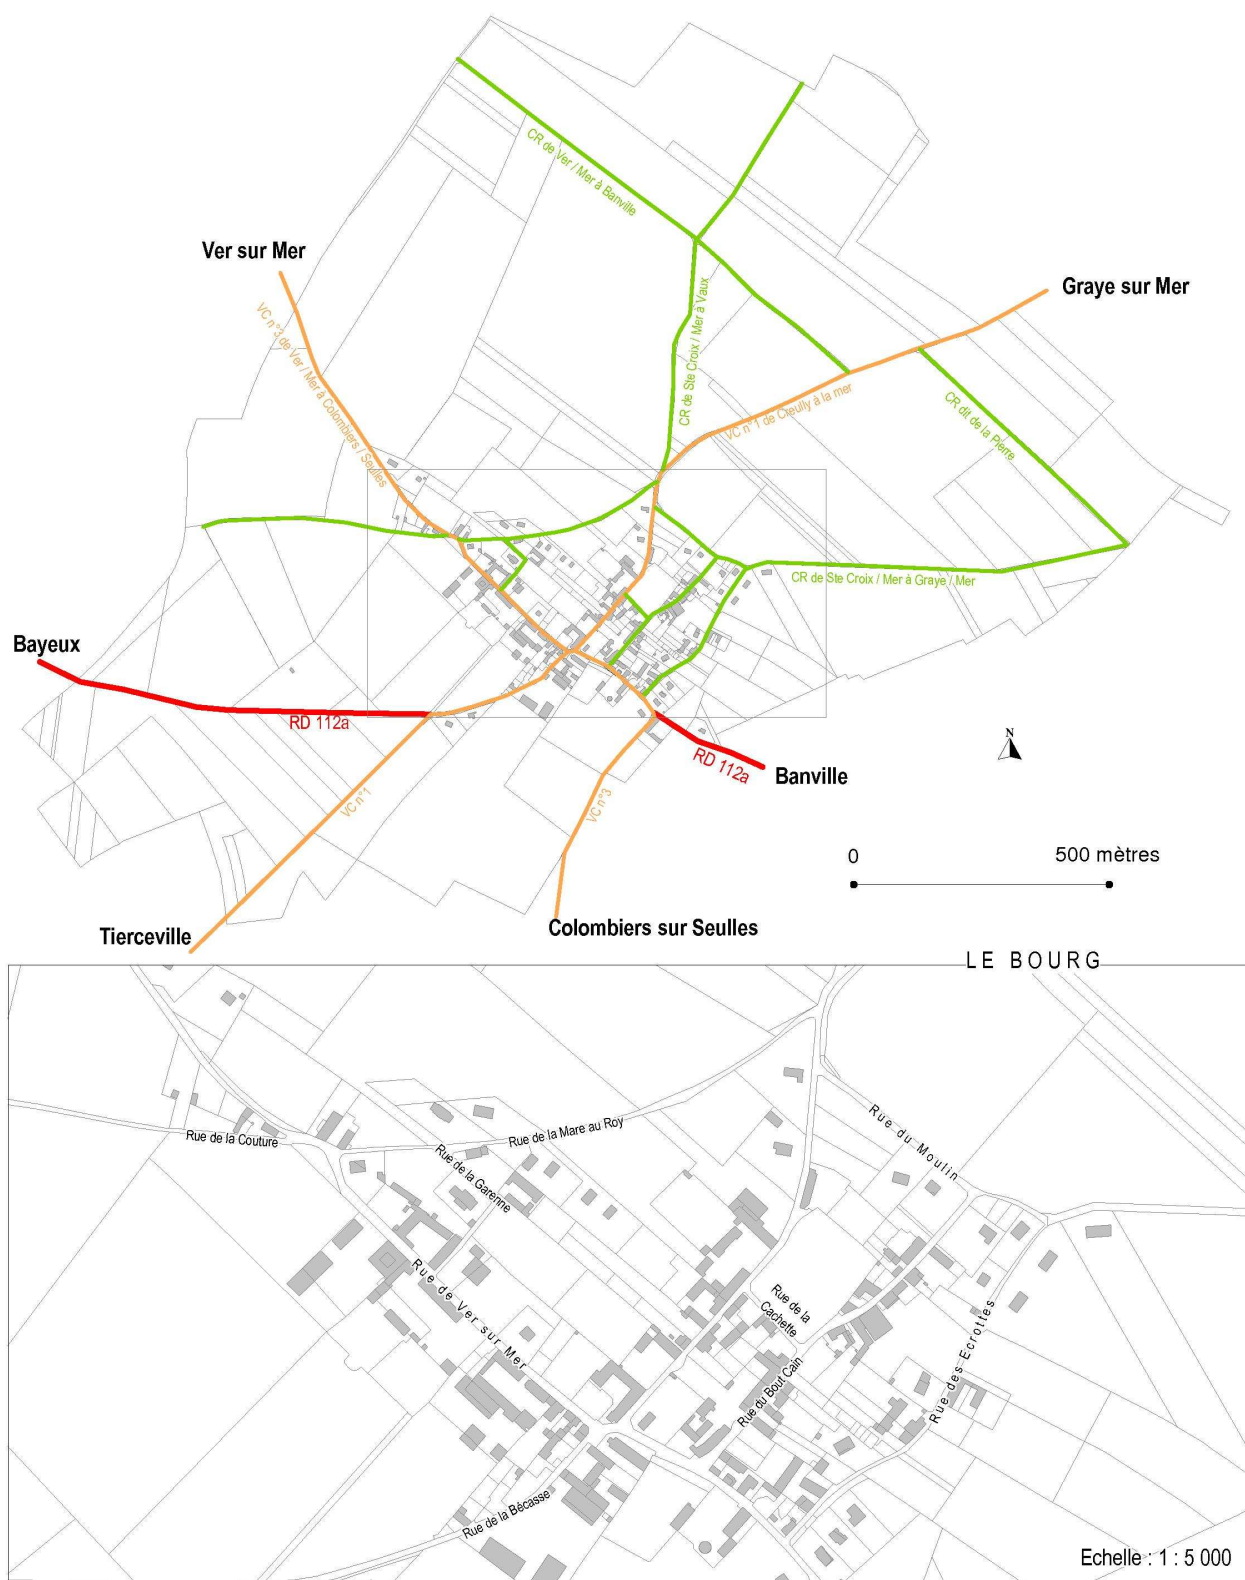 CR de Ver / Mer à Banville
Ver sur Mer
Graye sur Mer
VC n°3 de Ver / Mer à Colombiers / Seulles
CR de Ste Croix / Mer à Vaux
VC n°1 de Creully à la mer
CR dit de la Pierre
CR de Ste Croix / Mer à Graye / Mer
Bayeux
RD 112a
RD 112a
Banville
N
VC n°1
VC n°3
0
500 mètres
Tierceville
Colombiers sur Seulles
LE BOURG
Rue de la Couture
Rue de la Mare au Roy
Rue du Moulin
Rue de la Garenne
Rue de Ver sur Mer
Rue de la
Cachette
Rue du Bout Cain
Rue des Ecrottes
Rue de la Bécasse
Echelle : 1 : 5 000